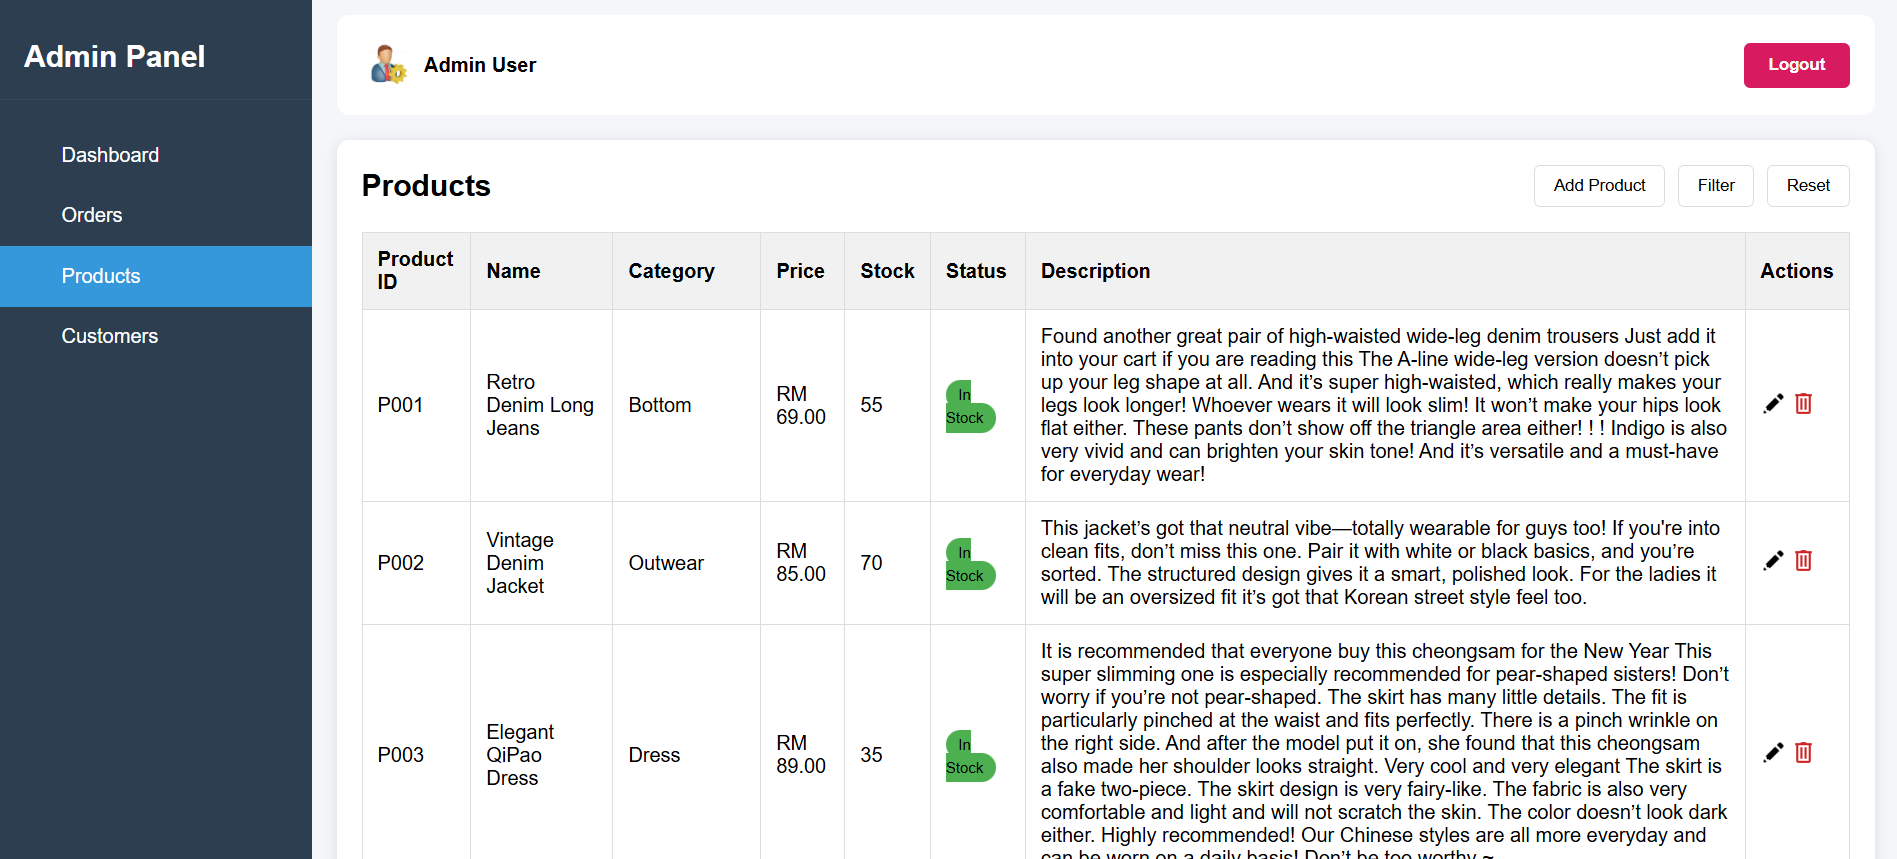 Admin Panel
Dashboard
Orders
Products
Customers
Admin User
Logout
Products
Add Product
Filter
Reset
Product
ID
Name
Category
Price
Stock
Status
Description
Actions
P001
Retro
Denim Long
Jeans
Bottom
RM
69.00
55
In
Stock
Found another great pair of high-waisted wide-leg denim trousers Just add it
into your cart if you are reading this The A-line wide-leg version doesn’t pick
up your leg shape at all. And it’s super high-waisted, which really makes your
legs look longer! Whoever wears it will look slim! It won’t make your hips look
flat either. These pants don’t show off the triangle area either! ! ! Indigo is also
very vivid and can brighten your skin tone! And it’s versatile and a must-have
for everyday wear!
P002
Vintage
Denim
Jacket
Outwear
RM
85.00
70
In
Stock
This jacket’s got that neutral vibe—totally wearable for guys too! If you're into
clean fits, don’t miss this one. Pair it with white or black basics, and you’re
sorted. The structured design gives it a smart, polished look. For the ladies it
will be an oversized fit it’s got that Korean street style feel too.
P003
Elegant
QiPao
Dress
Dress
RM
89.00
35
In
Stock
It is recommended that everyone buy this cheongsam for the New Year This
super slimming one is especially recommended for pear-shaped sisters! Don’t
worry if you’re not pear-shaped. The skirt has many little details. The fit is
particularly pinched at the waist and fits perfectly. There is a pinch wrinkle on
the right side. And after the model put it on, she found that this cheongsam
also made her shoulder looks straight. Very cool and very elegant The skirt is
a fake two-piece. The skirt design is very fairy-like. The fabric is also very
comfortable and light and will not scratch the skin. The color doesn’t look dark
either. Highly recommended! Our Chinese styles are all more everyday and
can be worn on a daily basis! Don’t be too worthy ~